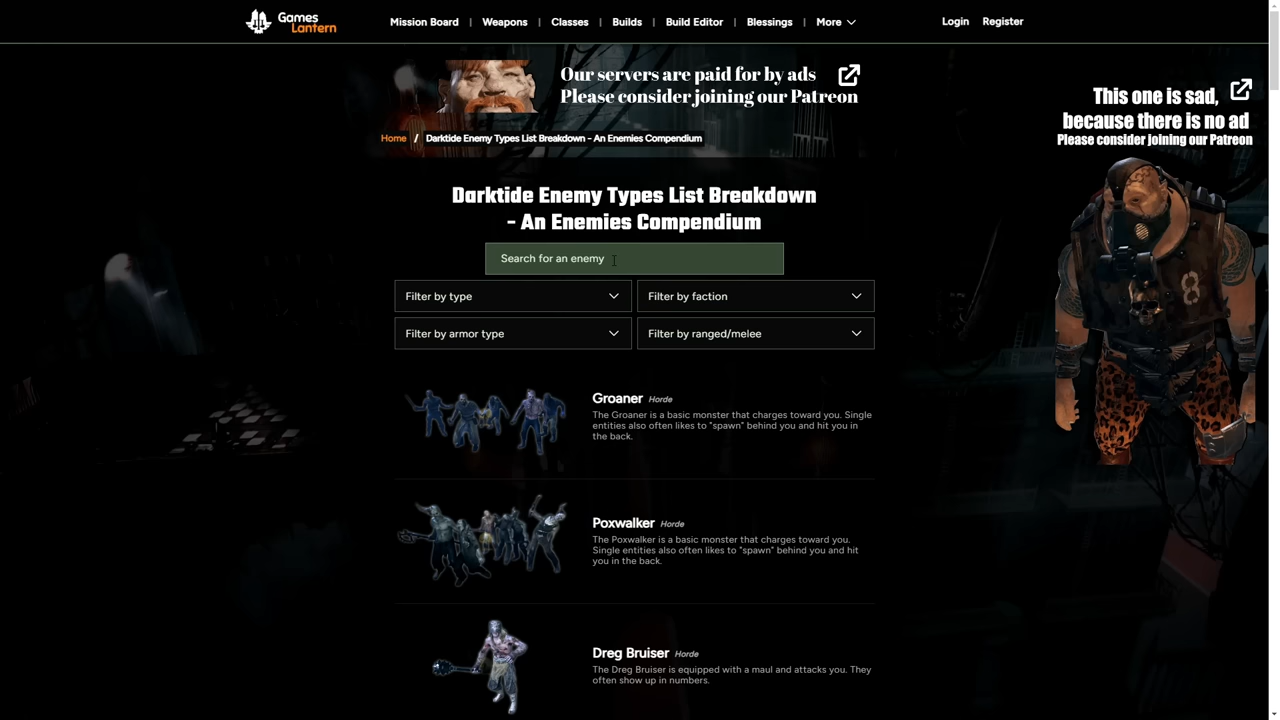 Games
Lantern
Mission Board | Weapons | Classes | Builds | Build Editor | Blessings | More
Login Register
Our servers are paid for by ads
Please consider joining our Patreon
This one is sad,
because there is no ad
Please consider joining our Patreon
Home / Darktide Enemy Types List Breakdown - An Enemies Compendium
Darktide Enemy Types List Breakdown
- An Enemies Compendium
Search for an enemy
Filter by type
Filter by faction
Filter by armor type
Filter by ranged/melee
8
Groaner Horde
The Groaner is a basic monster that charges toward you. Single
entities also often likes to "spawn" behind you and hit you in
the back.
Poxwalker Horde
The Poxwalker is a basic monster that charges toward you.
Single entities also often likes to "spawn" behind you and hit
you in the back.
Dreg Bruiser Horde
The Dreg Bruiser is equipped with a maul and attacks you. They
often show up in numbers.